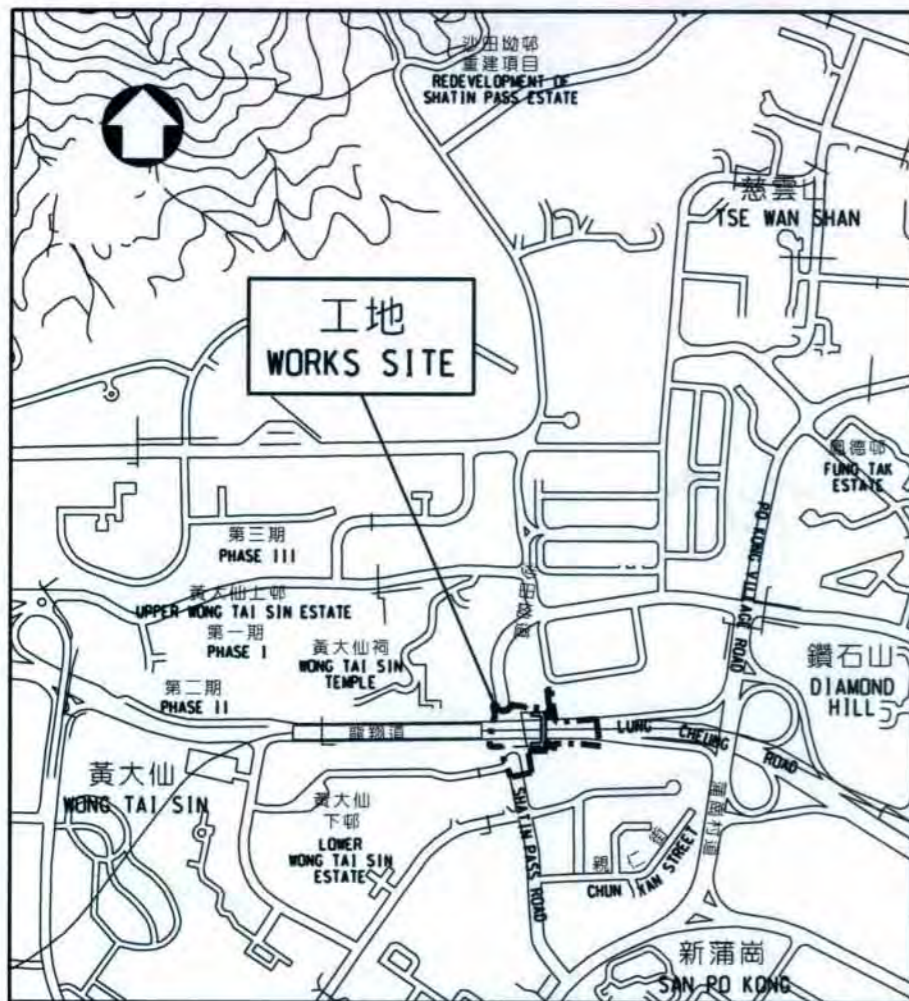 沙田坳邨
重建項目
REDEVELOPMENT OF
SHATIN PASS ESTATE
慈雲山
TSE WAN SHAN
工地
WORKS SITE
鳳德邨
FUNG TAK
ESTATE
第三期
PHASE III
PO KONG VILLAGE ROAD
沙田坳道
黃大仙上邨
UPPER WONG TAI SIN ESTATE
第一期
PHASE I
黃大仙祠
WONG TAI SIN
TEMPLE
鑽石山
DIAMOND
HILL
第二期
PHASE II
龍翔道
LUNG CHEUNG ROAD
黃大仙
WONG TAI SIN
黃大仙
下邨
LOWER
WONG TAI SIN
ESTATE
SHATIN PASS ROAD
蒲崗村道
親仁街
CHUN YAN STREET
新蒲崗
SAN PO KONG